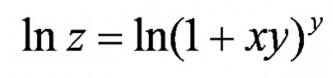 ln z = ln(1 + xy)^y